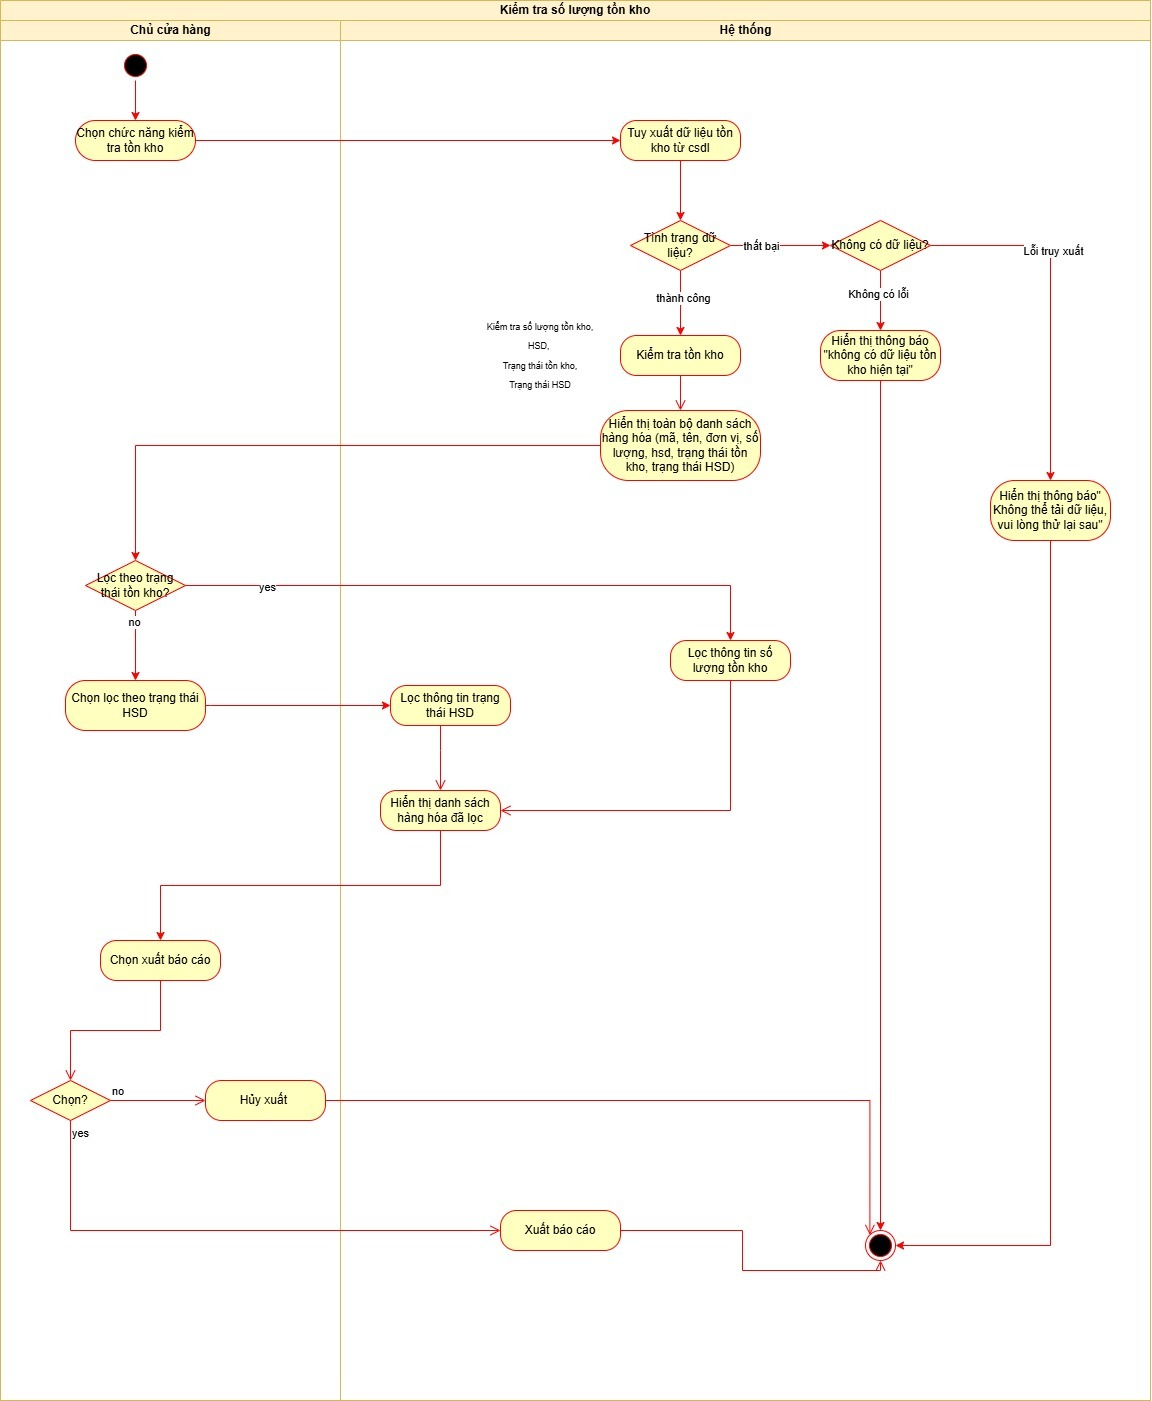 Kiểm tra số lượng tồn kho
Chủ cửa hàng
Hệ thống
Chọn chức năng kiểm
tra tồn kho
Tuy xuất dữ liệu tồn
kho từ csdl
Tình trạng dữ
liệu?
thất bại
Không có dữ liệu?
Lỗi truy xuất
thành công
Không có lỗi
Kiểm tra số lượng tồn kho,
HSD,
Trạng thái tồn kho,
Trạng thái HSD
Kiểm tra tồn kho
Hiển thị thông báo
"không có dữ liệu tồn
kho hiện tại"
Hiển thị toàn bộ danh sách
hàng hóa (mã, tên, đơn vị, số
lượng, hsd, trạng thái tồn
kho, trạng thái HSD)
Hiển thị thông báo"
Không thể tải dữ liệu,
vui lòng thử lại sau"
Lọc theo trạng
thái tồn kho?
yes
no
Lọc thông tin số
lượng tồn kho
Chọn lọc theo trạng thái
HSD
Lọc thông tin trạng
thái HSD
Hiển thị danh sách
hàng hóa đã lọc
Chọn xuất báo cáo
Chọn?
no
Hủy xuất
yes
Xuất báo cáo